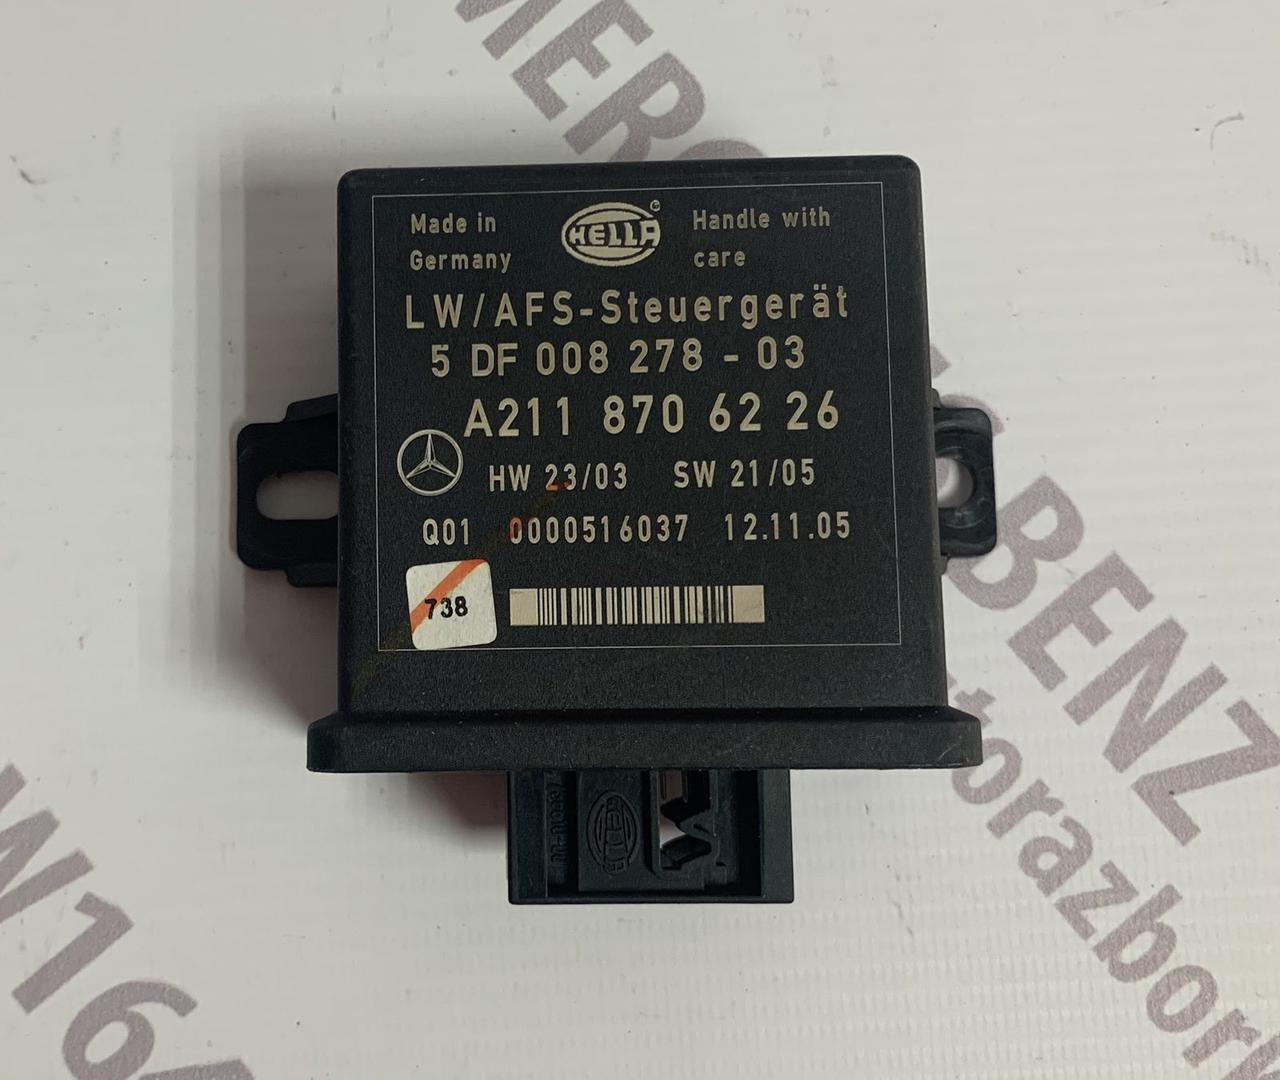 Made in
Germany
HELLA
Handle with
care
LW/AFS-Steuergerät
5 DF 008 278 - 03
A211 870 62 26
HW 23/03 SW 21/05
Q01 0000516037 12.11.05
738